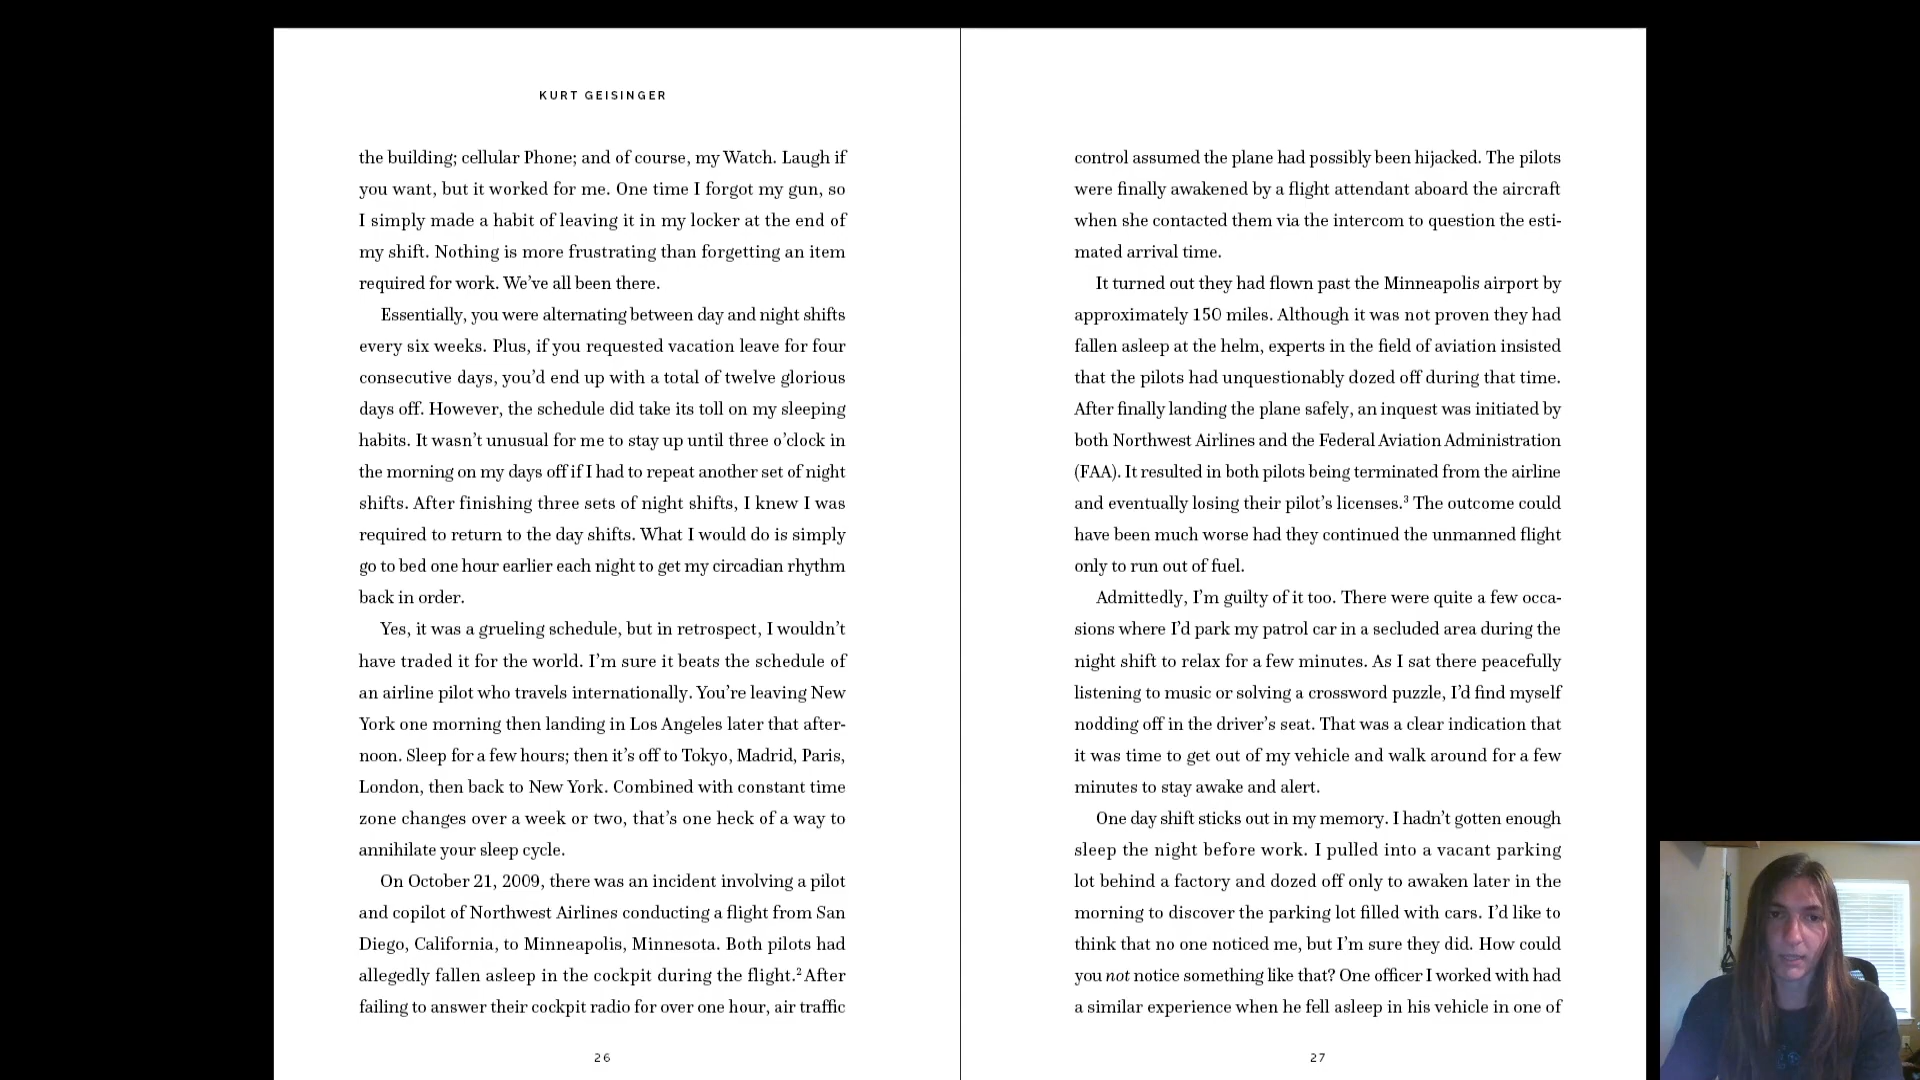 KURT GEISINGER
the building; cellular Phone; and of course, my Watch. Laugh if
you want, but it worked for me. One time I forgot my gun, so
I simply made a habit of leaving it in my locker at the end of
my shift. Nothing is more frustrating than forgetting an item
required for work. We’ve all been there.
Essentially, you were alternating between day and night shifts
every six weeks. Plus, if you requested vacation leave for four
consecutive days, you’d end up with a total of twelve glorious
days off. However, the schedule did take its toll on my sleeping
habits. It wasn’t unusual for me to stay up until three o’clock in
the morning on my days off if I had to repeat another set of night
shifts. After finishing three sets of night shifts, I knew I was
required to return to the day shifts. What I would do is simply
go to bed one hour earlier each night to get my circadian rhythm
back in order.
Yes, it was a grueling schedule, but in retrospect, I wouldn’t
have traded it for the world. I’m sure it beats the schedule of
an airline pilot who travels internationally. You’re leaving New
York one morning then landing in Los Angeles later that after-
noon. Sleep for a few hours; then it’s off to Tokyo, Madrid, Paris,
London, then back to New York. Combined with constant time
zone changes over a week or two, that’s one heck of a way to
annihilate your sleep cycle.
On October 21, 2009, there was an incident involving a pilot
and copilot of Northwest Airlines conducting a flight from San
Diego, California, to Minneapolis, Minnesota. Both pilots had
allegedly fallen asleep in the cockpit during the flight.² After
failing to answer their cockpit radio for over one hour, air traffic
26
control assumed the plane had possibly been hijacked. The pilots
were finally awakened by a flight attendant aboard the aircraft
when she contacted them via the intercom to question the esti-
mated arrival time.
It turned out they had flown past the Minneapolis airport by
approximately 150 miles. Although it was not proven they had
fallen asleep at the helm, experts in the field of aviation insisted
that the pilots had unquestionably dozed off during that time.
After finally landing the plane safely, an inquest was initiated by
both Northwest Airlines and the Federal Aviation Administration
(FAA). It resulted in both pilots being terminated from the airline
and eventually losing their pilot’s licenses.³ The outcome could
have been much worse had they continued the unmanned flight
only to run out of fuel.
Admittedly, I’m guilty of it too. There were quite a few occa-
sions where I’d park my patrol car in a secluded area during the
night shift to relax for a few minutes. As I sat there peacefully
listening to music or solving a crossword puzzle, I’d find myself
nodding off in the driver’s seat. That was a clear indication that
it was time to get out of my vehicle and walk around for a few
minutes to stay awake and alert.
One day shift sticks out in my memory. I hadn’t gotten enough
sleep the night before work. I pulled into a vacant parking
lot behind a factory and dozed off only to awaken later in the
morning to discover the parking lot filled with cars. I’d like to
think that no one noticed me, but I’m sure they did. How could
you not notice something like that? One officer I worked with had
a similar experience when he fell asleep in his vehicle in one of
27